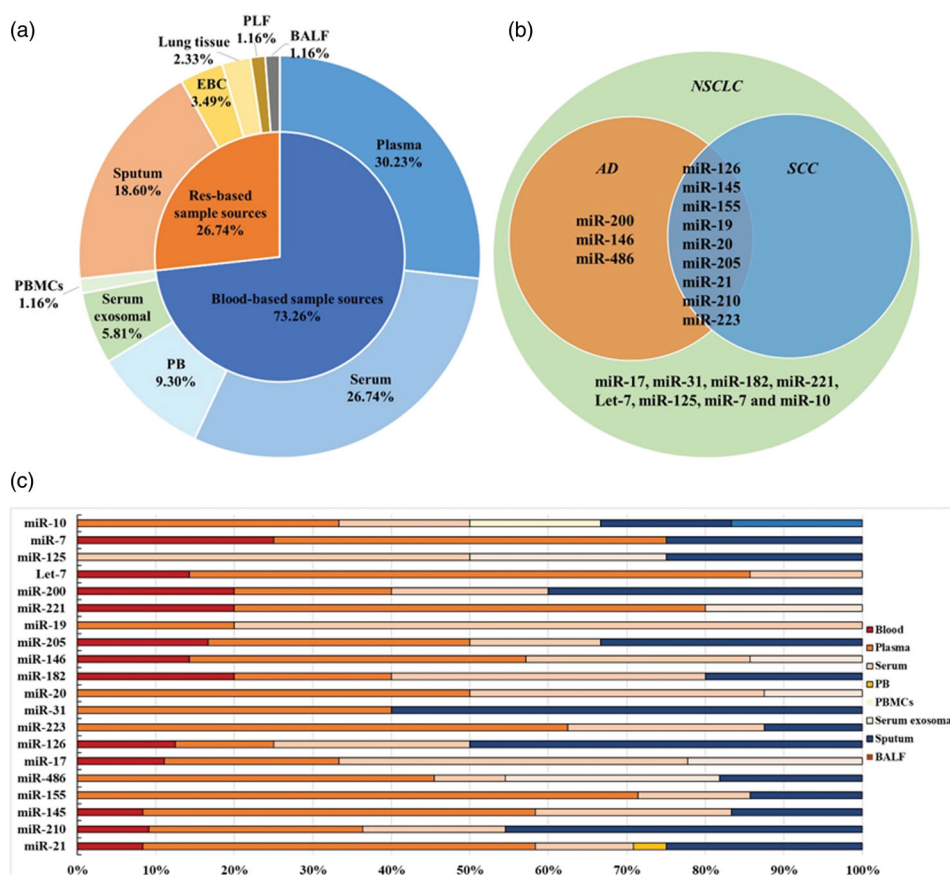 (a)
PLF
1.16%
BALF
1.16%
Lung tissue
2.33%
EBC
3.49%
Sputum
18.60%
Plasma
30.23%
Res-based
sample sources
26.74%
PBMCs
1.16%
Serum
exosomal
5.81%
Blood-based sample sources
73.26%
PB
9.30%
Serum
26.74%
(b)
NSCLC
AD
SCC
miR-200
miR-146
miR-486
miR-126
miR-145
miR-155
miR-19
miR-20
miR-205
miR-21
miR-210
miR-223
miR-17, miR-31, miR-182, miR-221,
Let-7, miR-125, miR-7 and miR-10
(c)
miR-10
miR-7
miR-125
Let-7
miR-200
miR-221
miR-19
miR-205
miR-146
miR-182
miR-20
miR-31
miR-223
miR-126
miR-17
miR-486
miR-155
miR-145
miR-210
miR-21
0% 10% 20% 30% 40% 50% 60% 70% 80% 90% 100%
Blood
Plasma
Serum
PB
PBMCs
Serum exosomal
Sputum
BALF